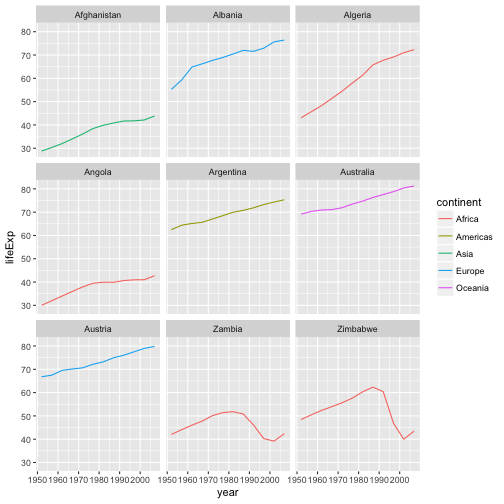 Afghanistan Albania Algeria
80
70
60
50
40
30
Angola Argentina Australia
80
70
60
50
40
30
Austria Zambia Zimbabwe
80
70
60
50
40
30
1950 1960 1970 1980 1990 2000 1950 1960 1970 1980 1990 2000 1950 1960 1970 1980 1990 2000
year
lifeExp
continent
Africa
Americas
Asia
Europe
Oceania